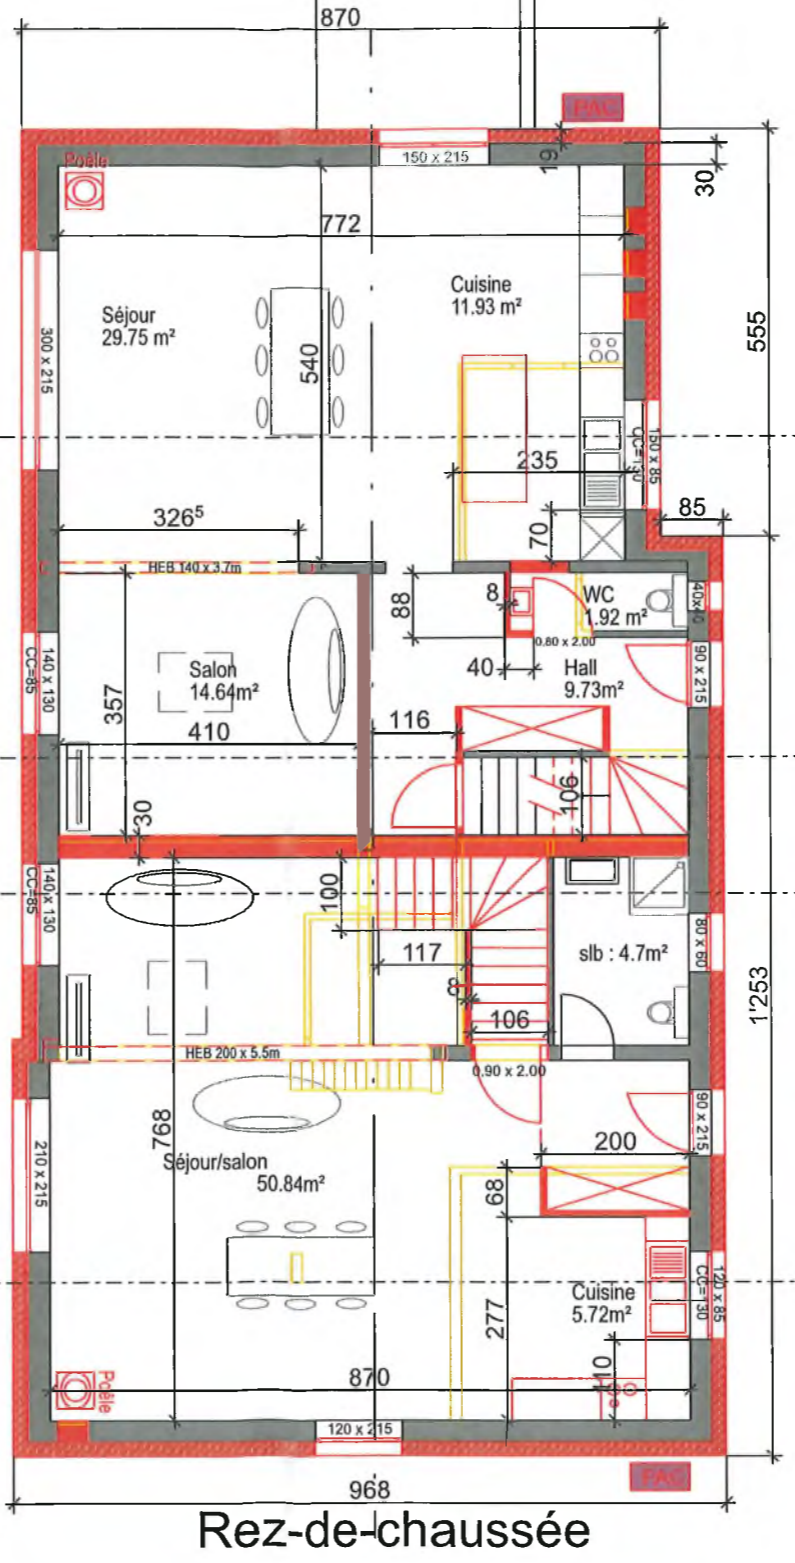 870
PAC
19
30
150 x 215
Poêle
772
Cuisine
11.93 m²
Séjour
29.75 m²
300 x 215
540
555
235
150 x 85
CC=130
326⁵
70
85
HEB 140 x 3.7m
88
8
WC
1.92 m²
40x40
0.80 x 2.00
40
Hall
9.73m²
90 x 215
140 x 130
CC=85
Salon
14.64m²
357
410
116
106
30
140 x 130
CC=85
100
117
8
106
slb : 4.7m²
80 x 60
1'253
HEB 200 x 5.5m
0.90 x 2.00
768
90 x 215
200
210 x 215
Séjour/salon
50.84m²
68
277
Cuisine
5.72m²
120 x 85
CC=130
110
870
Poêle
120 x 215
PAC
968
Rez-de-chaussée